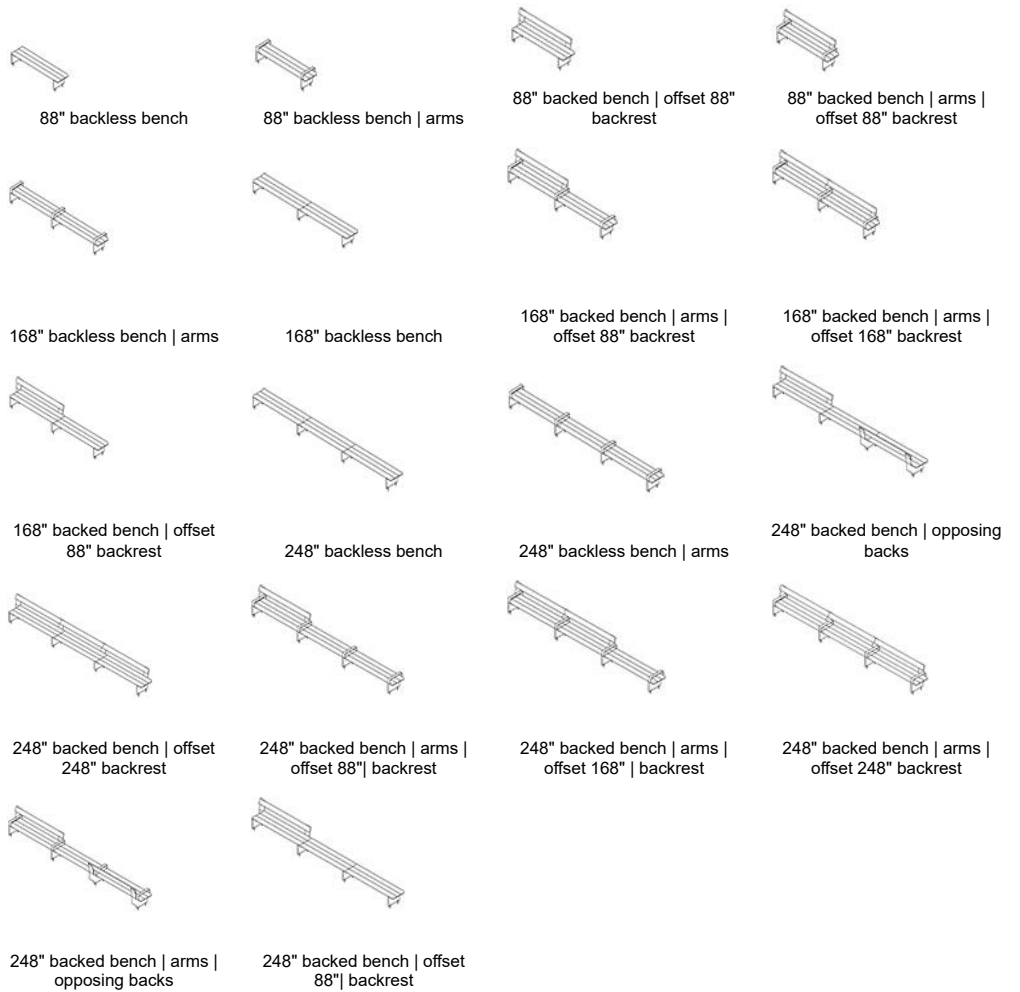 88" backless bench
88" backless bench | arms
88" backed bench | offset 88"
backrest
88" backed bench | arms |
offset 88" backrest
168" backless bench | arms
168" backless bench
168" backed bench | arms |
offset 88" backrest
168" backed bench | arms |
offset 168" backrest
168" backed bench | offset
88" backrest
248" backless bench
248" backless bench | arms
248" backed bench | opposing
backs
248" backed bench | offset
248" backrest
248" backed bench | arms |
offset 88"| backrest
248" backed bench | arms |
offset 168" | backrest
248" backed bench | arms |
offset 248" backrest
248" backed bench | arms |
opposing backs
248" backed bench | offset
88"| backrest